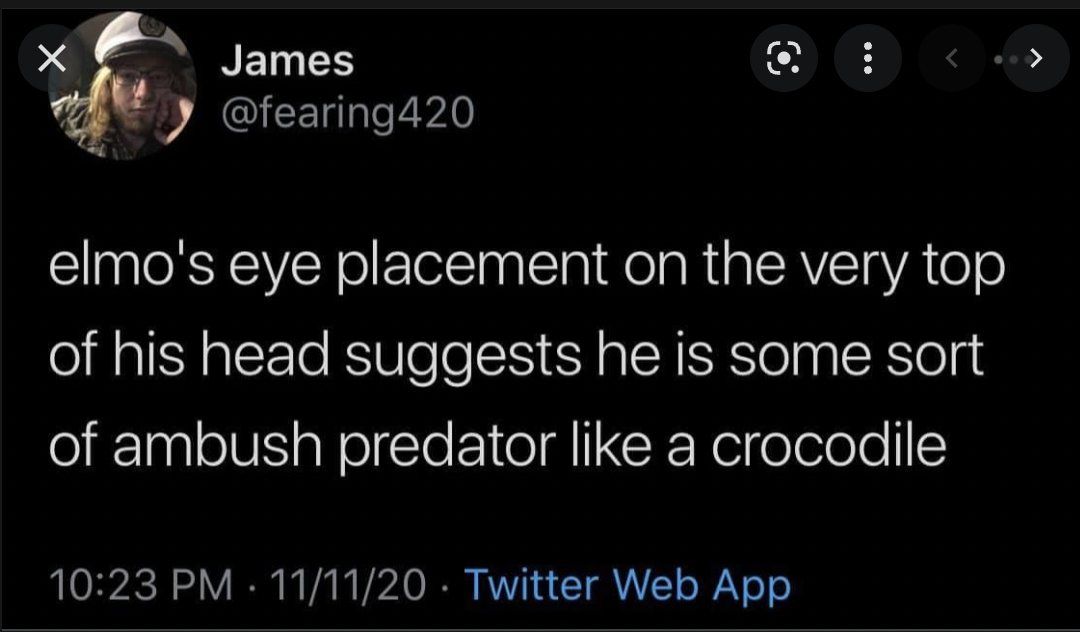 James
@fearing420
elmo's eye placement on the very top
of his head suggests he is some sort
of ambush predator like a crocodile
10:23 PM · 11/11/20 · Twitter Web App